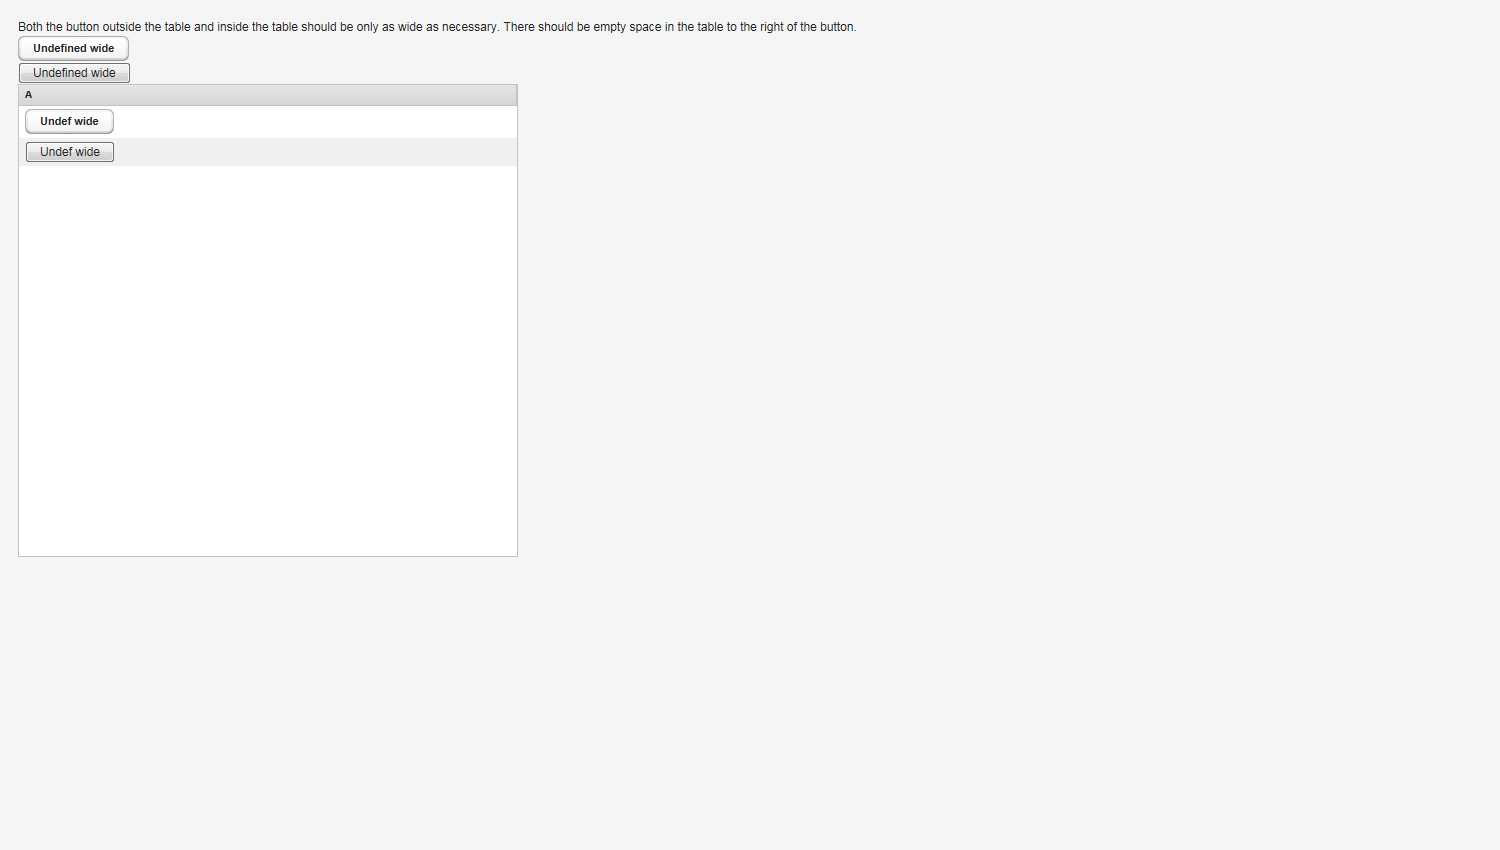 Both the button outside the table and inside the table should be only as wide as necessary. There should be empty space in the table to the right of the button.
Undefined wide
Undefined wide
A
Undef wide
Undef wide